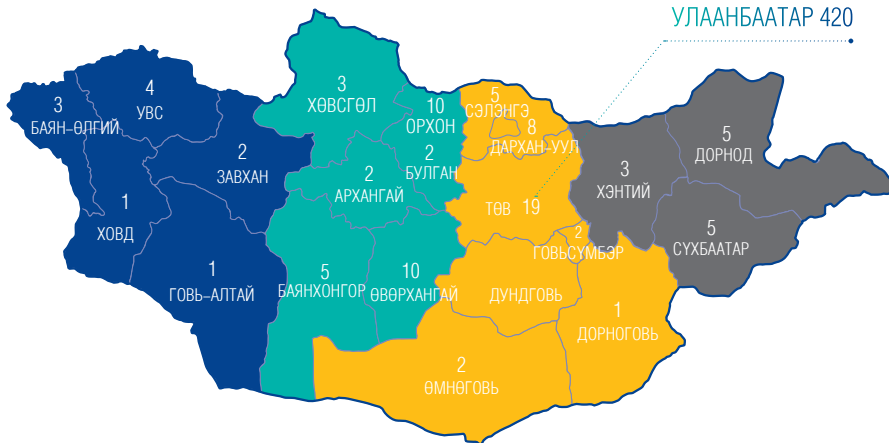 УЛААНБААТАР 420
3
БАЯН-ӨЛГИЙ
4
УВС
1
ХОВД
2
ЗАВХАН
1
ГОВЬ-АЛТАЙ
3
ХӨВСГӨЛ
10
ОРХОН
2
БУЛГАН
2
АРХАНГАЙ
5
БАЯНХОНГОР
10
ӨВӨРХАНГАЙ
5
СЭЛЭНГЭ
8
ДАРХАН-УУЛ
ТӨВ 19
2
ГОВЬСҮМБЭР
ДУНДГОВЬ
1
ДОРНОГОВЬ
2
ӨМНӨГОВЬ
3
ХЭНТИЙ
5
ДОРНОД
5
СҮХБААТАР